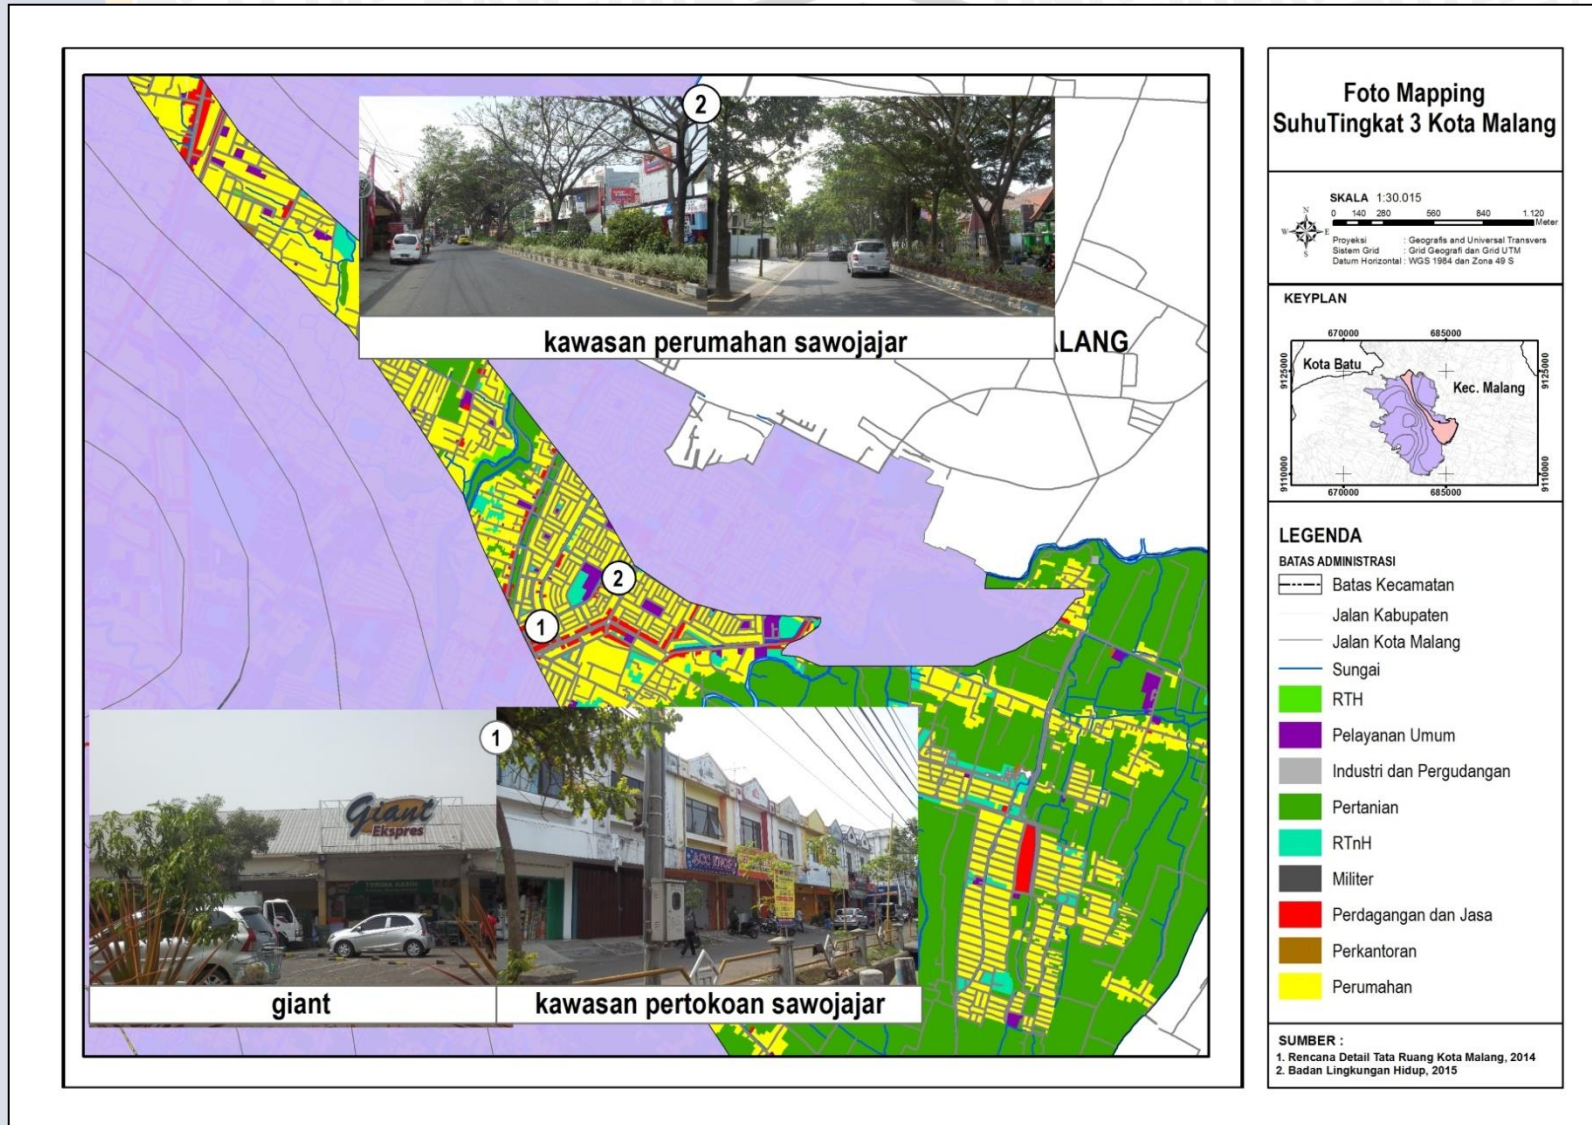 Foto Mapping
SuhuTingkat 3 Kota Malang
SKALA 1:30.015
0 140 280 560 840 1.120
Meter
N
W E
S
Proyeksi : Geografis and Universal Transvers
Sistem Grid : Grid Geografi dan Grid UTM
Datum Horizontal : WGS 1984 dan Zona 49 S
KEYPLAN
670000 685000
Kota Batu
Kec. Malang
9125000 9125000
9110000 9110000
670000 685000
LEGENDA
BATAS ADMINISTRASI
Batas Kecamatan
Jalan Kabupaten
Jalan Kota Malang
Sungai
RTH
Pelayanan Umum
Industri dan Pergudangan
Pertanian
RTnH
Militer
Perdagangan dan Jasa
Perkantoran
Perumahan
SUMBER :
1. Rencana Detail Tata Ruang Kota Malang, 2014
2. Badan Lingkungan Hidup, 2015
2
kawasan perumahan sawojajar
ALANG
2
1
1
Giant
Ekspres
TERIMA KASIH
giant
kawasan pertokoan sawojajar